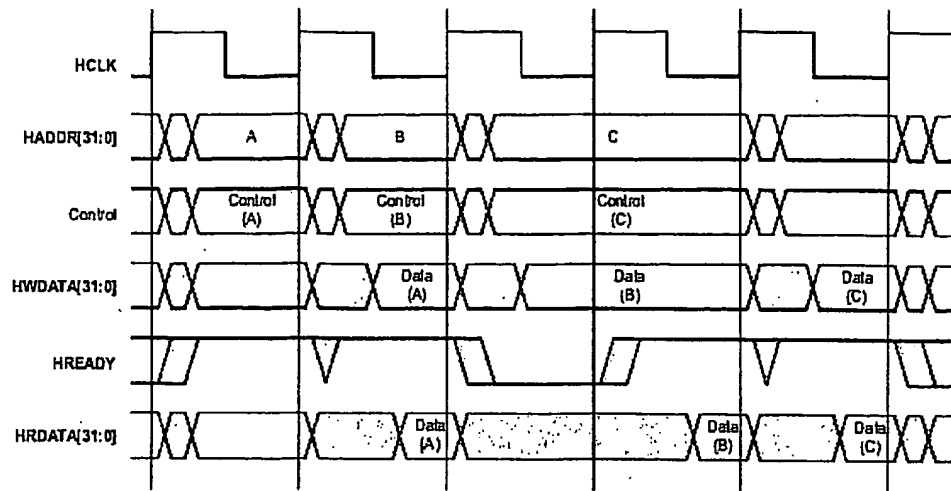 HCLK
HADDR[31:0]
A
B
C
Control
Control
(A)
Control
(B)
Control
(C)
HWDATA[31:0]
Data
(A)
Data
(B)
Data
(C)
HREADY
HRDATA[31:0]
Data
(A)
Data
(B)
Data
(C)